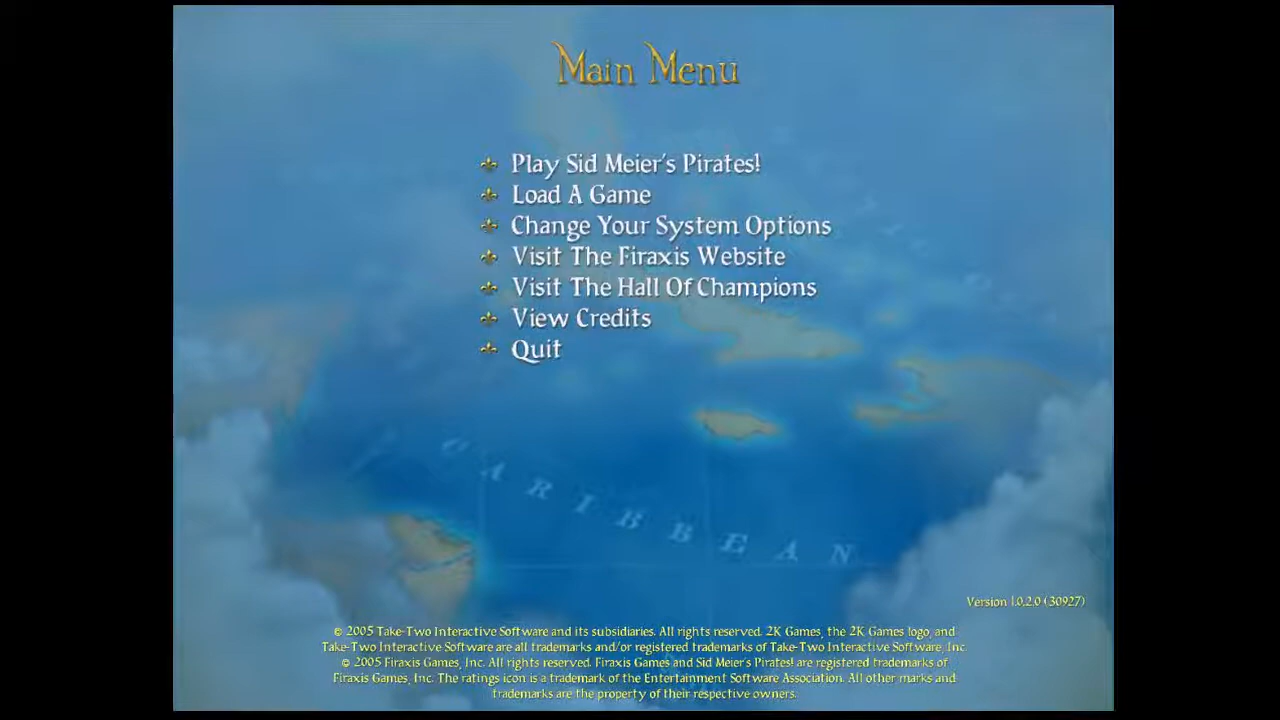 Main Menu
Play Sid Meier's Pirates!
Load A Game
Change Your System Options
Visit The Firaxis Website
Visit The Hall Of Champions
View Credits
Quit
CARIBBEAN
Version 1.0.2.0 (30927)
© 2005 Take-Two Interactive Software and its subsidiaries. All rights reserved. 2K Games, the 2K Games logo, and
Take-Two Interactive Software are all trademarks and/or registered trademarks of Take-Two Interactive Software, Inc.
© 2005 Firaxis Games, Inc. All rights reserved. Firaxis Games and Sid Meier's Pirates! are registered trademarks of
Firaxis Games, Inc. The ratings icon is a trademark of the Entertainment Software Association. All other marks and
trademarks are the property of their respective owners.